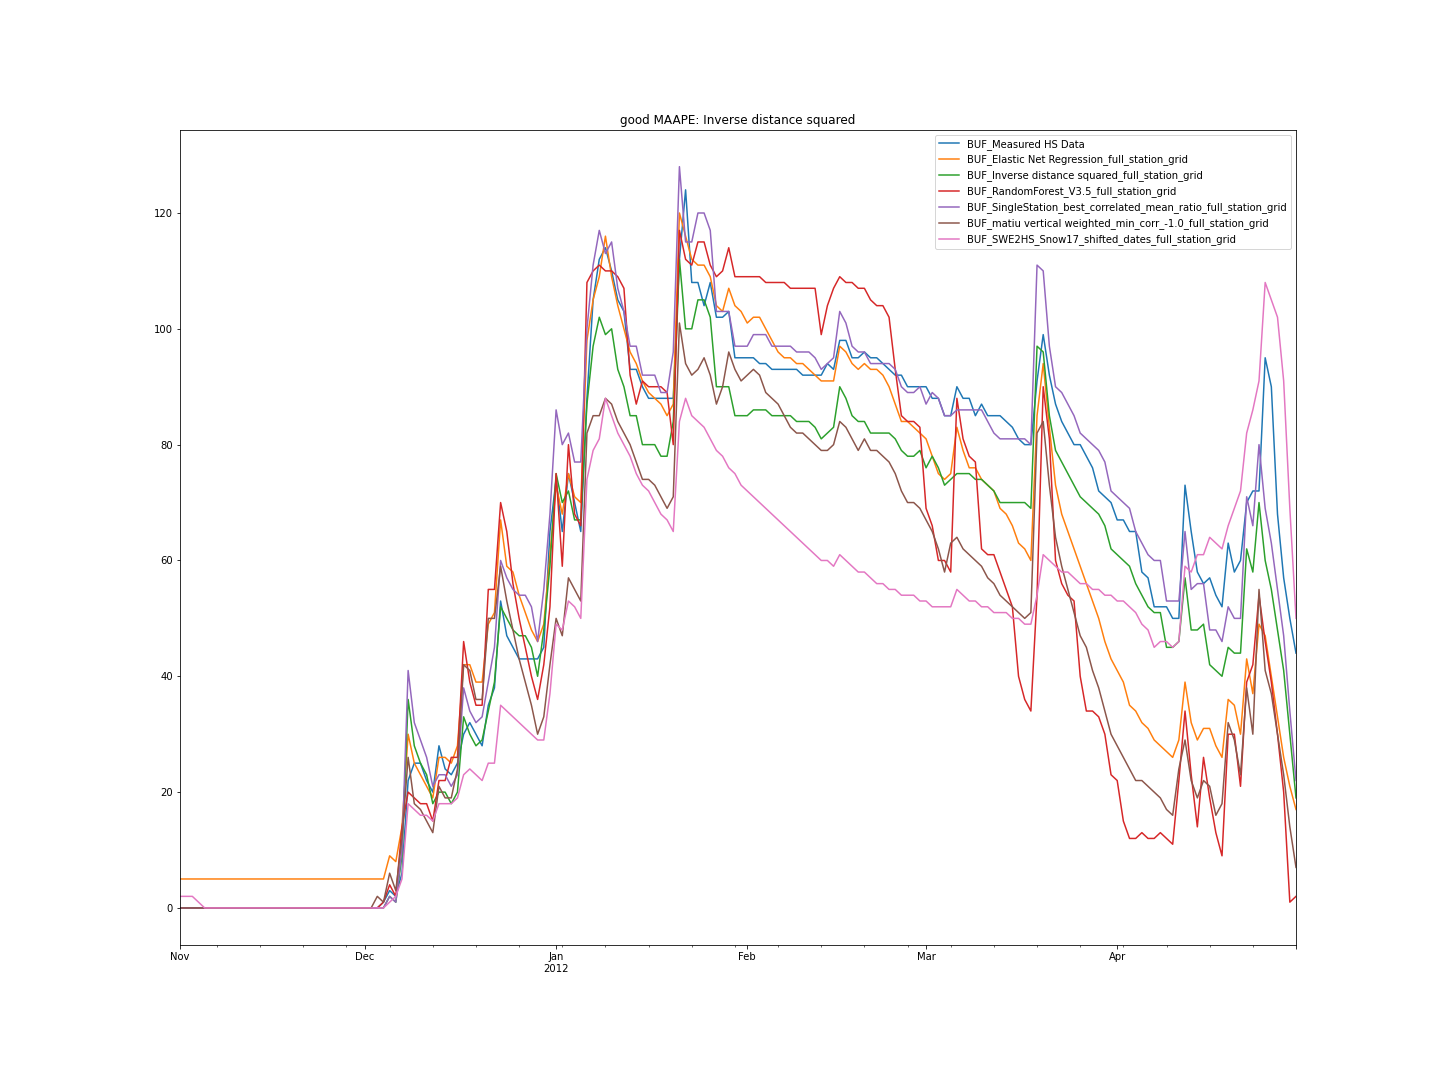 good MAAPE: Inverse distance squared
BUF_Measured HS Data
BUF_Elastic Net Regression_full_station_grid
BUF_Inverse distance squared_full_station_grid
BUF_RandomForest_V3.5_full_station_grid
BUF_SingleStation_best_correlated_mean_ratio_full_station_grid
BUF_matiu vertical weighted_min_corr_-1.0_full_station_grid
BUF_SWE2HS_Snow17_shifted_dates_full_station_grid
120
100
80
60
40
20
0
Nov Dec Jan Feb Mar Apr
2012